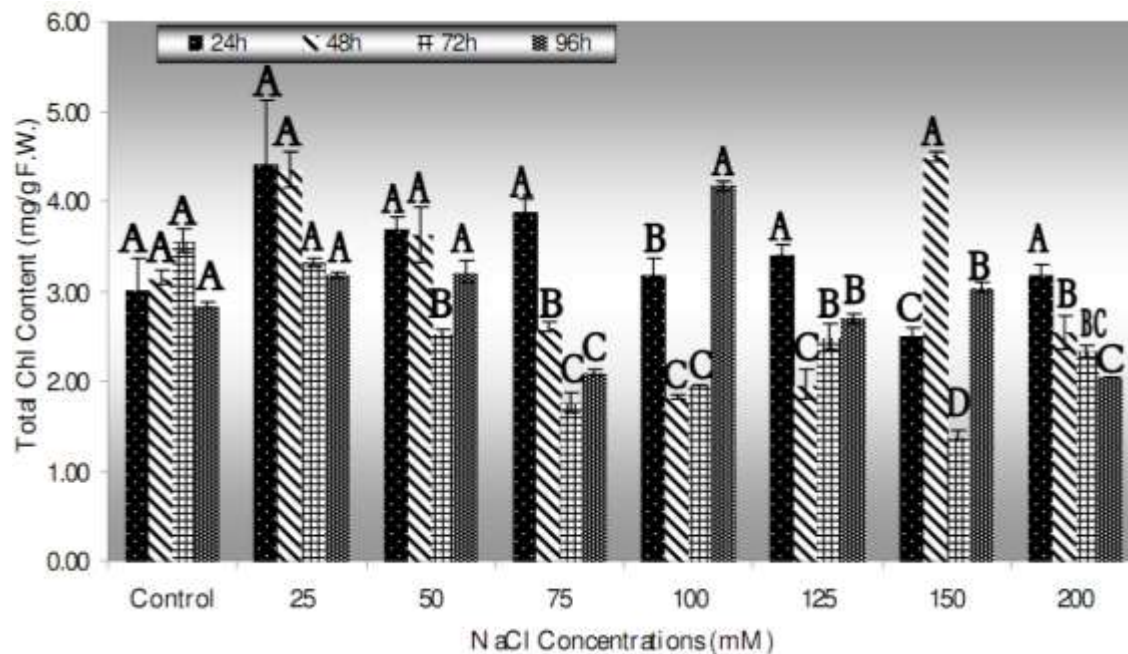 6.00
24h 48h 72h 96h
5.00
4.00
3.00
2.00
1.00
0.00
Total Chl Content (mg/g F.W.)
A A A A
A A A A
A A B A
A B C C
B C C A
A C B B
C A D B
A B BC C
Control 25 50 75 100 125 150 200
NaCl Concentrations (mM)